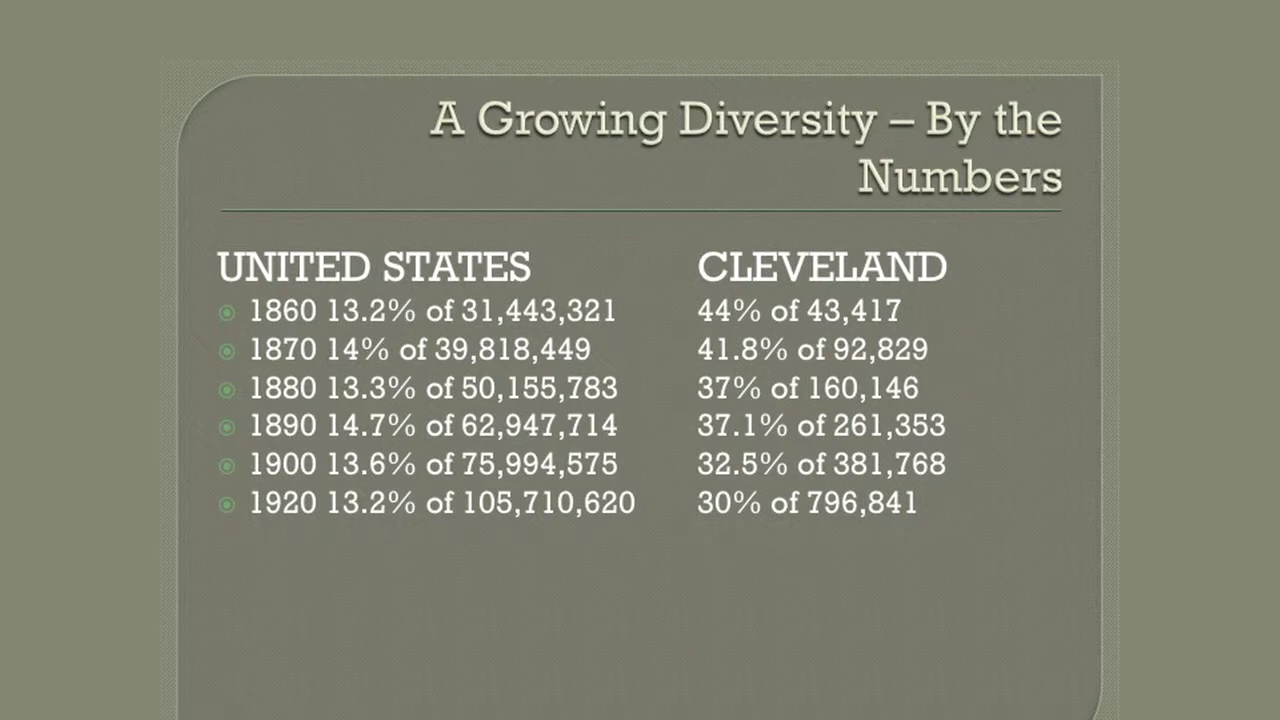 A Growing Diversity – By the
Numbers
UNITED STATES
1860 13.2% of 31,443,321
1870 14% of 39,818,449
1880 13.3% of 50,155,783
1890 14.7% of 62,947,714
1900 13.6% of 75,994,575
1920 13.2% of 105,710,620
CLEVELAND
44% of 43,417
41.8% of 92,829
37% of 160,146
37.1% of 261,353
32.5% of 381,768
30% of 796,841